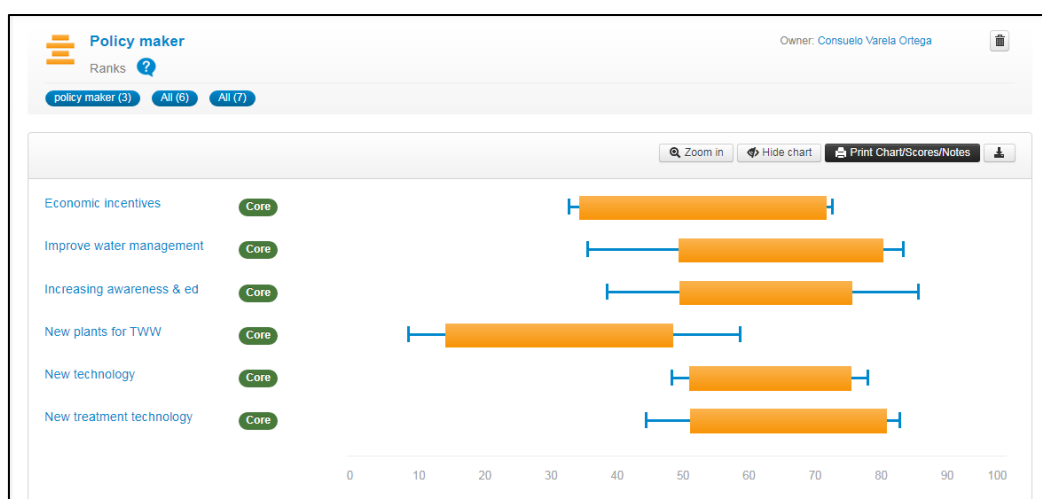 Policy maker
Owner: Consuelo Varela Ortega
Ranks ?
policy maker (3) All (6) All (7)
Zoom in Hide chart Print Chart/Scores/Notes
Economic incentives Core
Improve water management Core
Increasing awareness & ed Core
New plants for TWW Core
New technology Core
New treatment technology Core
0 10 20 30 40 50 60 70 80 90 100